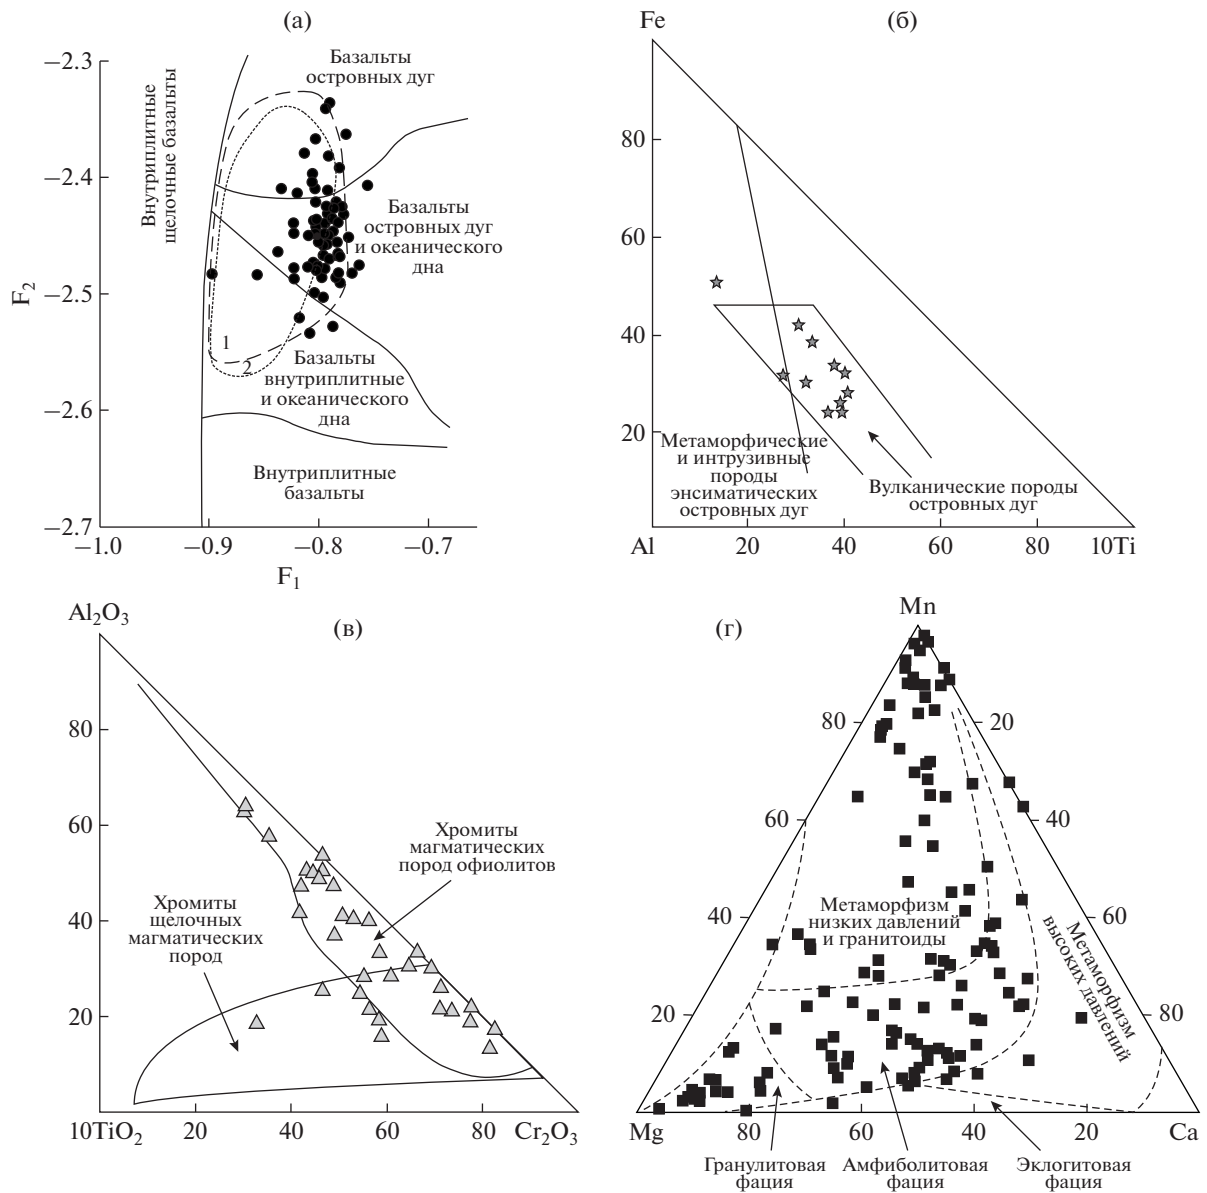 (а)
−2.3
−2.4
−2.5
−2.6
−2.7
F2
−1.0
−0.9
−0.8
−0.7
F1
Внутриплитные
щелочные базальты
Базальты
островных дуг
Базальты
островных дуг
и океанического
дна
1
2
Базальты
внутриплитные
и океанического
дна
Внутриплитные
базальты
(б)
Fe
80
60
40
20
Al
20
40
60
80
10Ti
Метаморфические
и интрузивные
породы
энсиматических
островных дуг
Вулканические породы
островных дуг
(в)
Al2O3
80
60
40
20
10TiO2
20
40
60
80
Cr2O3
Хромиты
магматических
пород офиолитов
Хромиты
щелочных
магматических
пород
(г)
Mn
80
20
60
40
40
60
20
80
Метаморфизм
низких давлений
и гранитоиды
Метаморфизм
высоких давлений
Mg
80
60
40
20
Ca
Гранулитовая
фация
Амфиболитовая
фация
Эклогитовая
фация